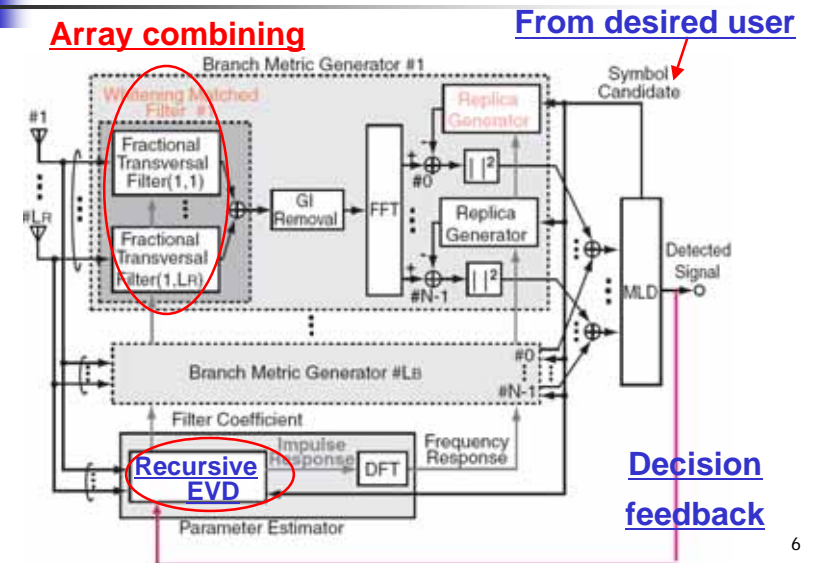 Array combining
From desired user
Branch Metric Generator #1
Symbol
Candidate
Whitening Matched
Filter #1
Replica
Generator
#1
Fractional
Transversal
Filter(1,1)
GI
Removal
FFT
+
-
#0
| |²
#LR
Fractional
Transversal
Filter(1,LR)
Replica
Generator
+
-
#N-1
| |²
MLD
Detected
Signal
Branch Metric Generator #LB
#0
#N-1
Filter Coefficient
Impulse
Response
Frequency
Response
Recursive
EVD
DFT
Parameter Estimator
Decision
feedback
6